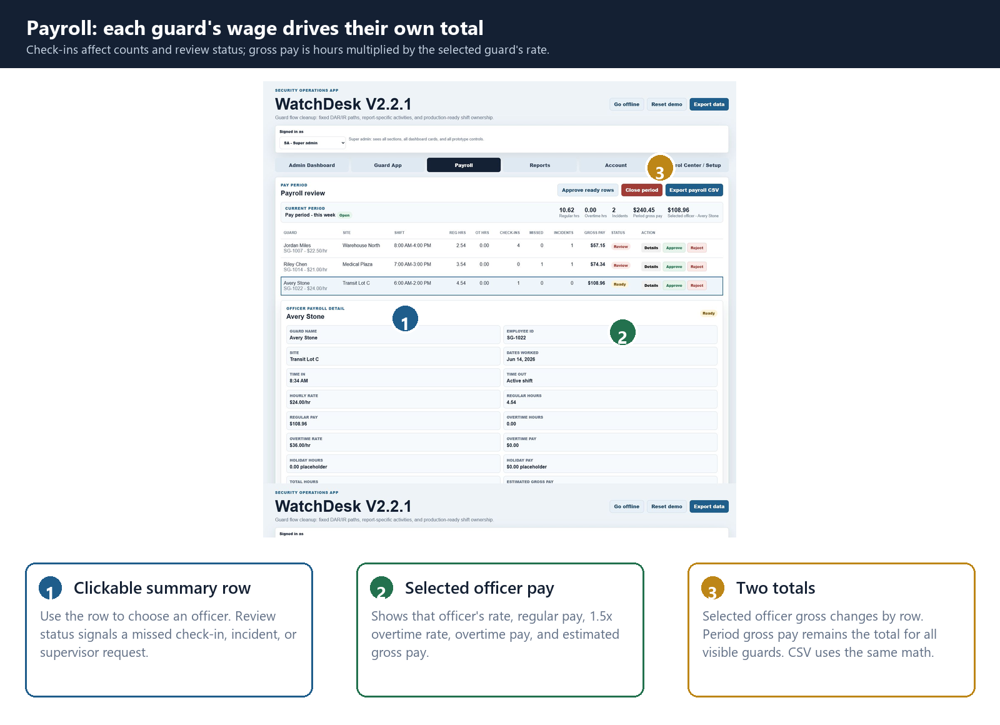 Payroll: each guard's wage drives their own total
Check-ins affect counts and review status; gross pay is hours multiplied by the selected guard's rate.
SECURITY OPERATIONS APP
WatchDesk V2.2.1
Go offline Reset demo Export data
Guard flow cleanup: fixed DAR/IR paths, report-specific activities, and production-ready shift ownership.
Signed in as
SA - Super admin
Super admin: sees all sections, all dashboard cards, and all prototype controls.
Admin Dashboard Guard App Payroll Reports Account 3 rol Center / Setup
PAY PERIOD
Payroll review
Approve ready rows Close period Export payroll CSV
CURRENT PERIOD
Pay period - this week Open
10.62 0.00 2 $240.45 $108.96
Regular hrs Overtime hrs Incidents Period gross pay Selected officer - Avery Stone
GUARD SITE SHIFT REG HRS OT HRS CHECK-INS MISSED INCIDENTS GROSS PAY STATUS ACTION
Jordan Miles Warehouse North 8:00 AM-4:00 PM 2.54 0.00 4 0 1 $57.15 Review Details Approve Reject
SG-1007 - $22.50/hr
Riley Chen Medical Plaza 7:00 AM-3:00 PM 3.54 0.00 0 1 1 $74.34 Review Details Approve Reject
SG-1014 - $21.00/hr
Avery Stone Transit Lot C 6:00 AM-2:00 PM 4.54 0.00 1 0 0 $108.96 Ready Details Approve Reject
SG-1022 - $24.00/hr
OFFICER PAYROLL DETAIL
Avery Stone
Ready
1
2
GUARD NAME
Avery Stone
EMPLOYEE ID
SG-1022
SITE
Transit Lot C
DATES WORKED
Jun 14, 2026
TIME IN
8:34 AM
TIME OUT
Active shift
HOURLY RATE
$24.00/hr
REGULAR HOURS
4.54
REGULAR PAY
$108.96
OVERTIME HOURS
0.00
OVERTIME RATE
$36.00/hr
OVERTIME PAY
$0.00
HOLIDAY HOURS
0.00 placeholder
HOLIDAY PAY
$0.00 placeholder
TOTAL HOURS
ESTIMATED GROSS PAY
SECURITY OPERATIONS APP
WatchDesk V2.2.1
Go offline Reset demo Export data
Guard flow cleanup: fixed DAR/IR paths, report-specific activities, and production-ready shift ownership.
Signed in as
1 Clickable summary row
Use the row to choose an officer. Review
status signals a missed check-in, incident, or
supervisor request.
2 Selected officer pay
Shows that officer's rate, regular pay, 1.5x
overtime rate, overtime pay, and estimated
gross pay.
3 Two totals
Selected officer gross changes by row.
Period gross pay remains the total for all
visible guards. CSV uses the same math.